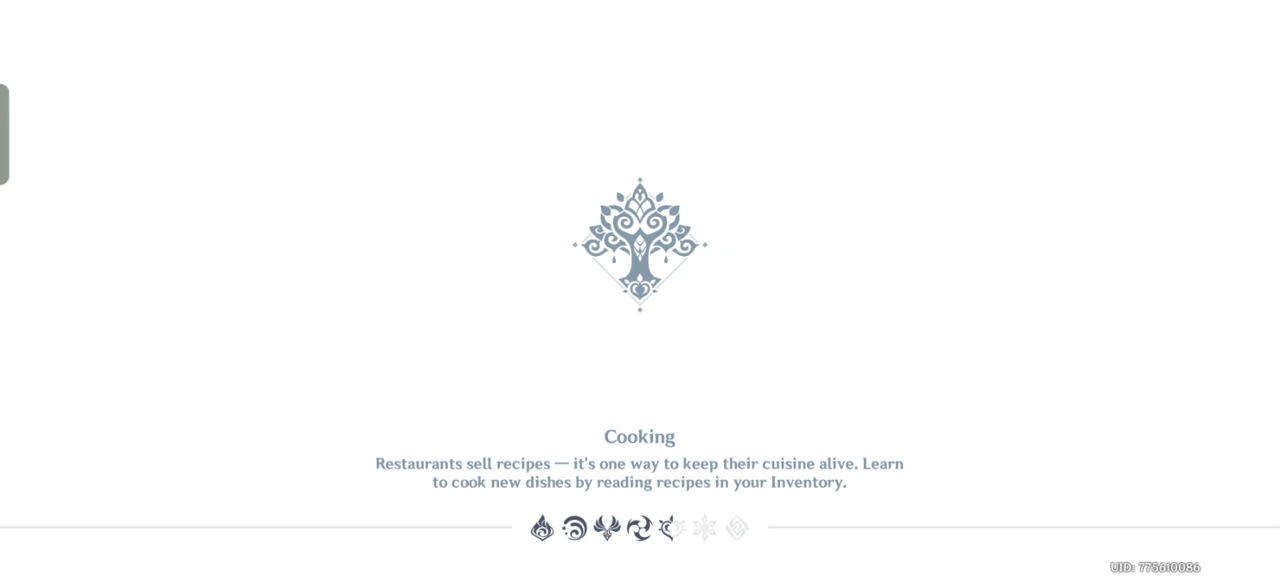 Cooking
Restaurants sell recipes — it's one way to keep their cuisine alive. Learn
to cook new dishes by reading recipes in your Inventory.
UID: 775610086